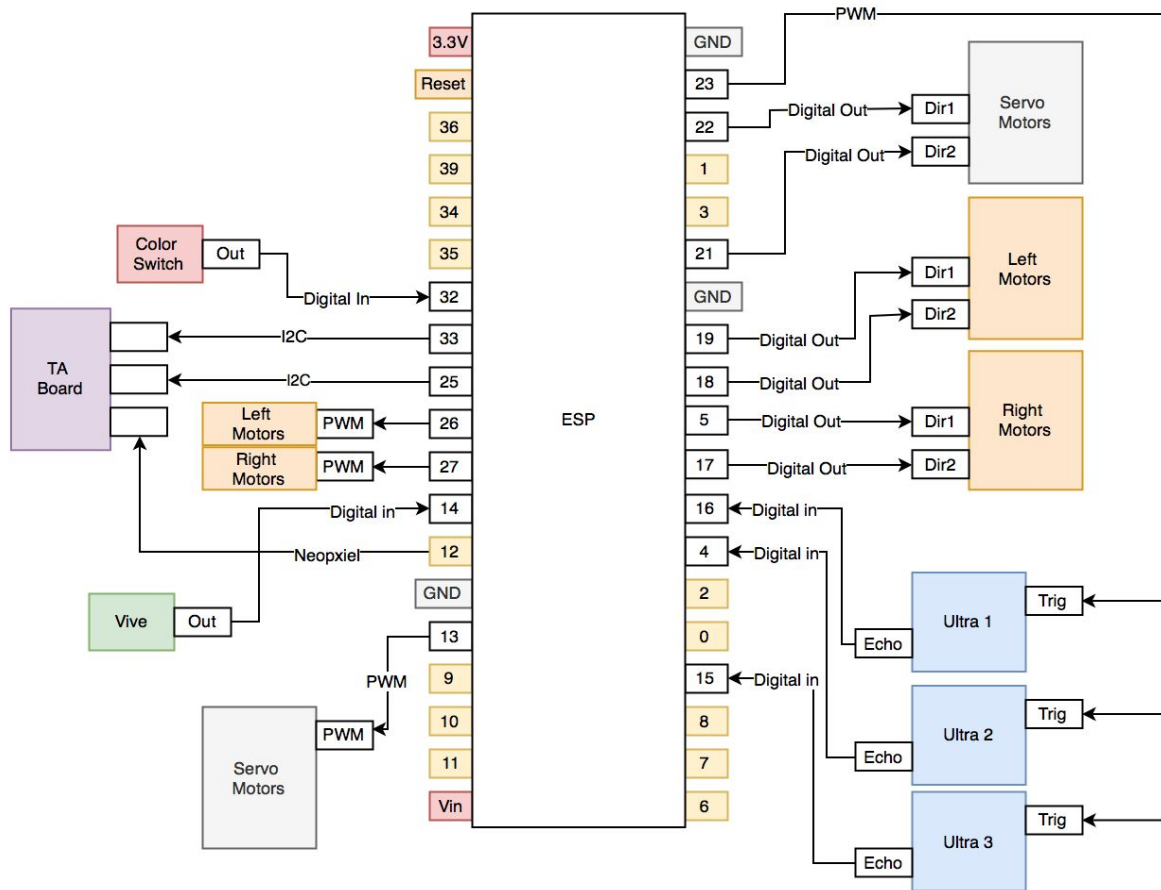 PWM
3.3V
GND
Reset
23
Servo
Motors
Dir1
Digital Out
36
22
Dir2
Digital Out
39
1
34
3
Color
Switch
Out
35
21
Left
Motors
Dir1
Digital In
32
GND
Dir2
TA
Board
I2C
33
19
Digital Out
I2C
25
18
Digital Out
Left
Motors
PWM
26
ESP
5
Digital Out
Dir1
Right
Motors
Right
Motors
PWM
27
17
Digital Out
Dir2
Digital in
14
16
Digital in
Neopxiel
12
4
Digital in
GND
2
Vive
Out
13
0
Ultra 1
Trig
Echo
PWM
9
15
Digital in
10
8
Servo
Motors
PWM
Ultra 2
Trig
Echo
11
7
Vin
6
Ultra 3
Trig
Echo